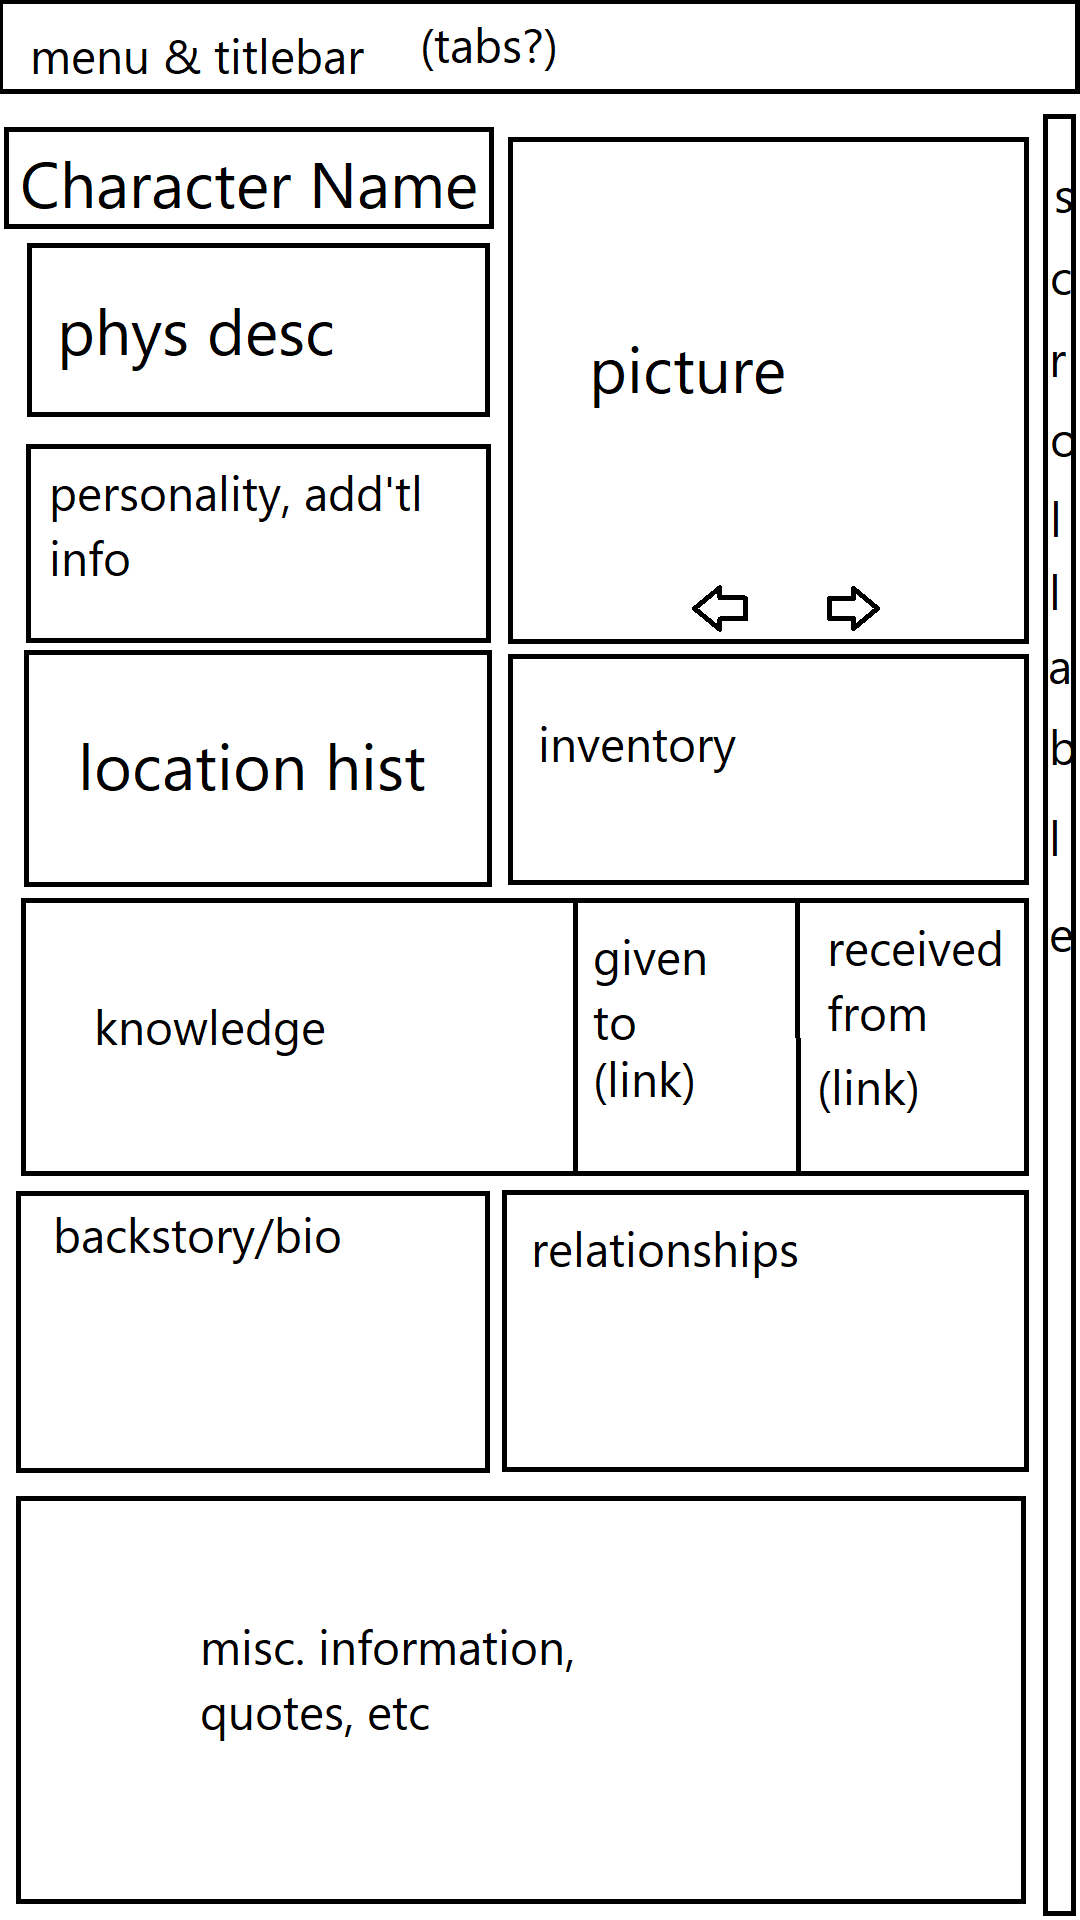 menu & titlebar (tabs?)
Character Name
phys desc
picture
personality, add'tl
info
location hist
inventory
knowledge
given
to
(link)
received
from
(link)
backstory/bio
relationships
misc. information,
quotes, etc
s
c
r
o
l
l
a
b
l
e